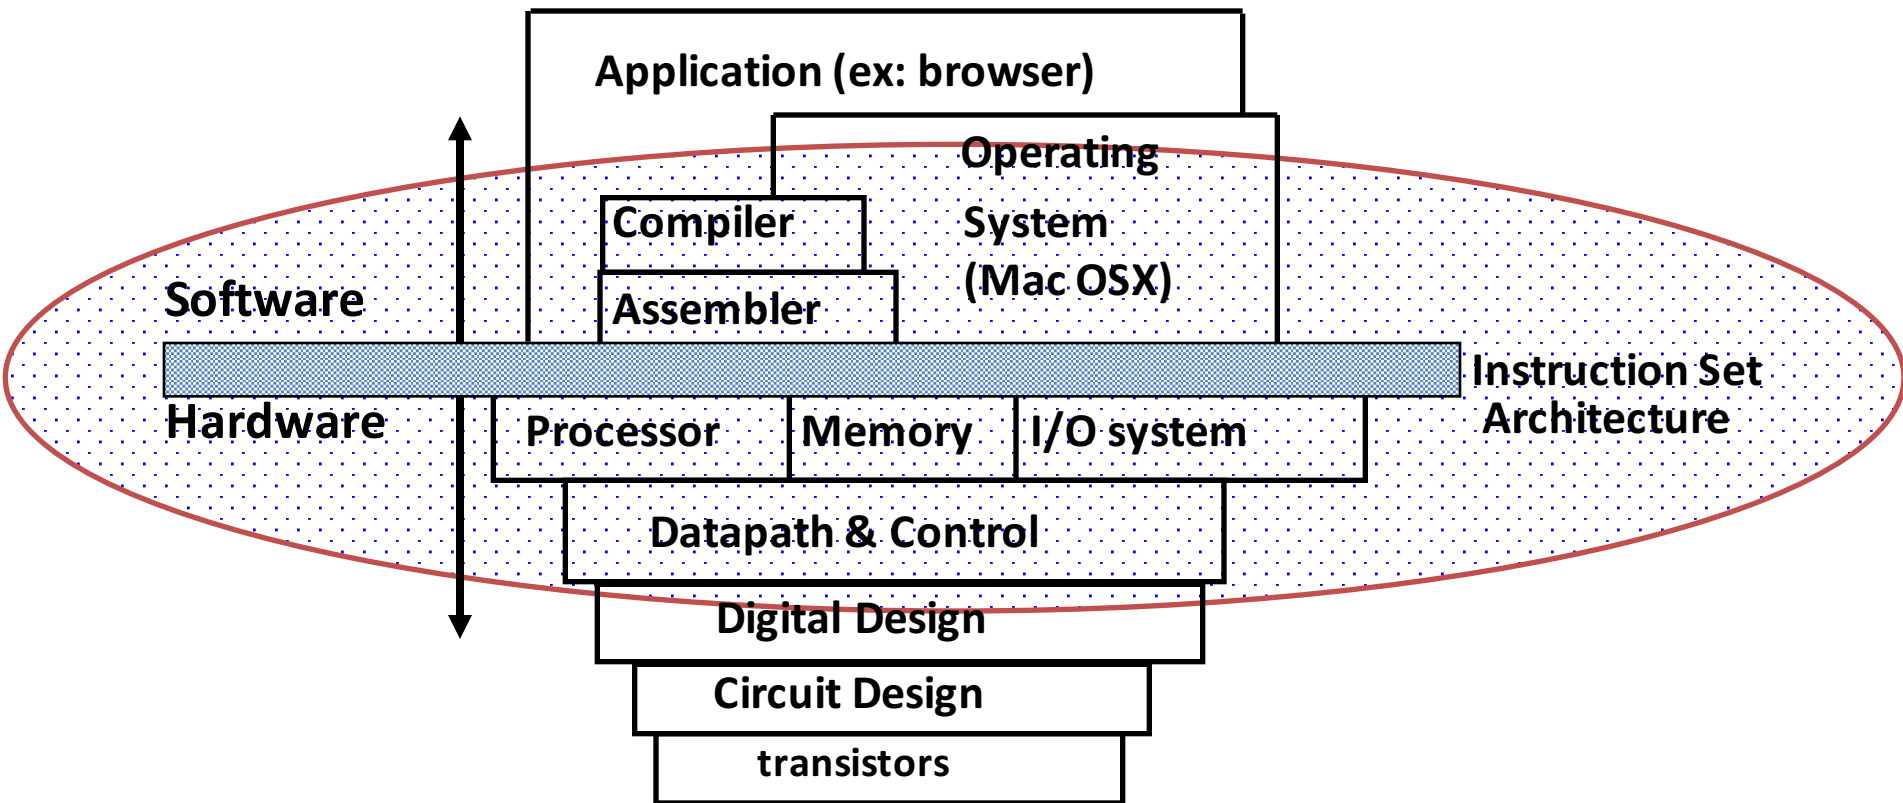 Application (ex: browser)
Operating
System
(Mac OSX)
Compiler
Assembler
Software
Hardware
Instruction Set
Architecture
Processor
Memory
I/O system
Datapath & Control
Digital Design
Circuit Design
transistors